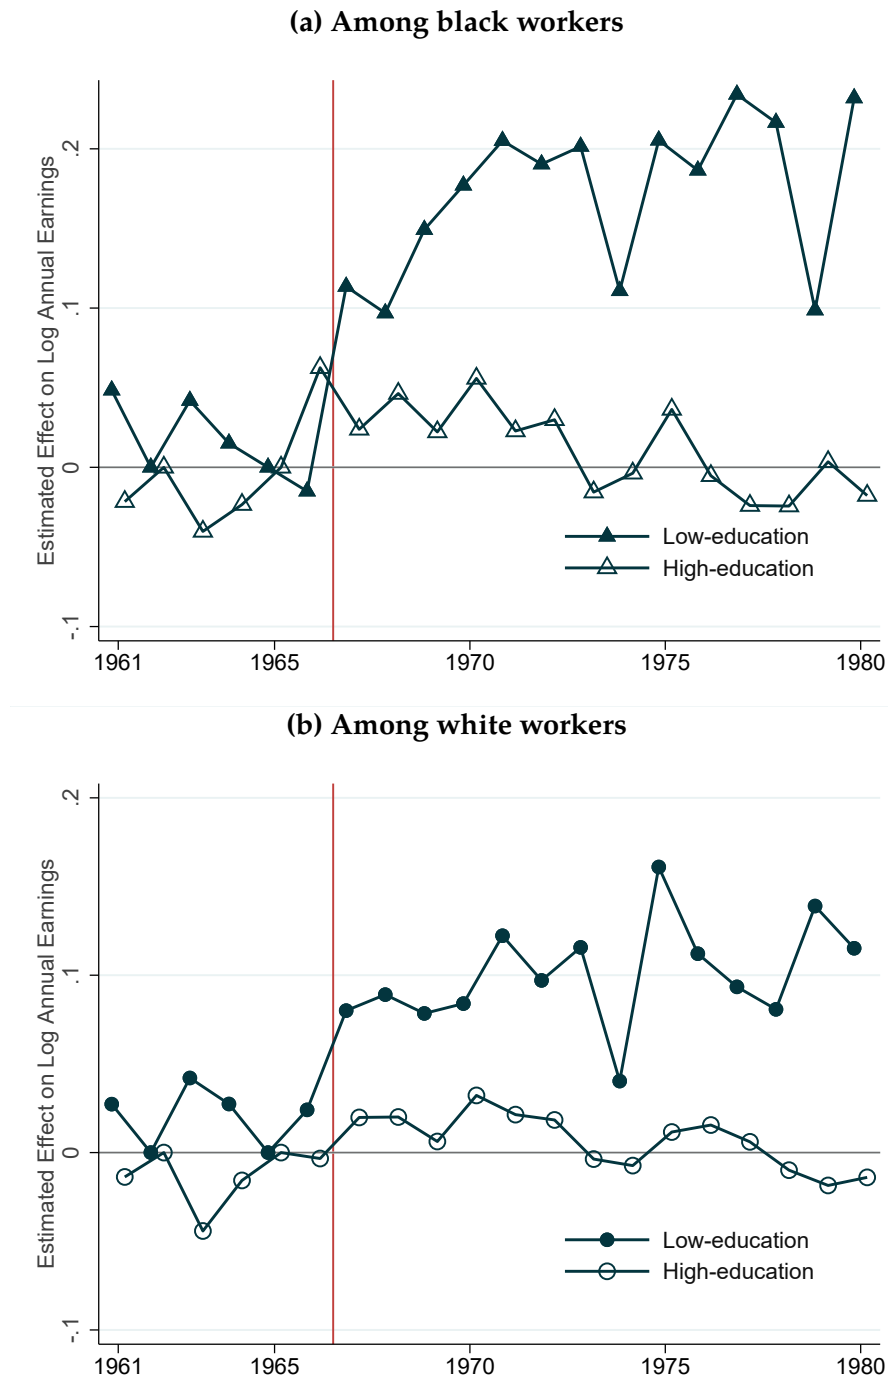 (a) Among black workers
Estimated Effect on Log Annual Earnings
.2
.1
0
-.1
Low-education
High-education
1961 1965 1970 1975 1980
(b) Among white workers
Estimated Effect on Log Annual Earnings
.2
.1
0
-.1
Low-education
High-education
1961 1965 1970 1975 1980